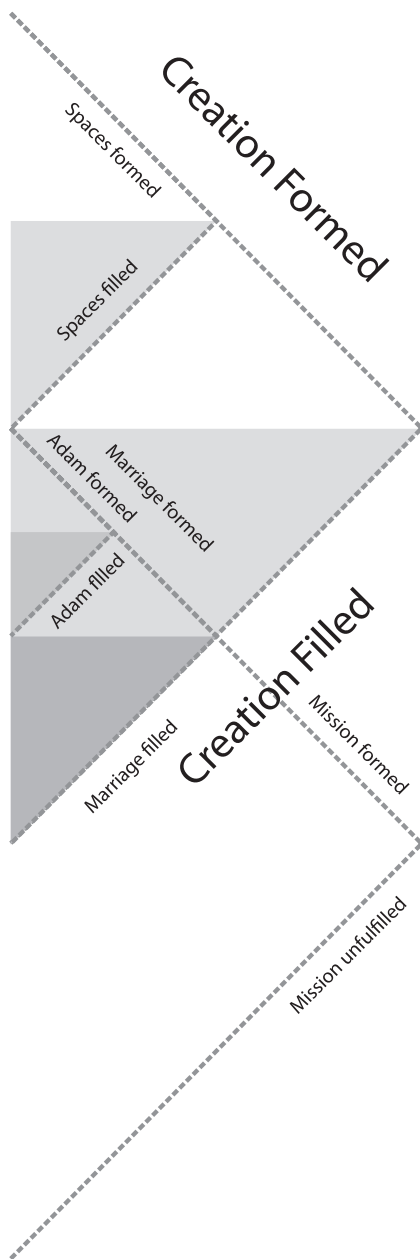 Creation Formed
Spaces formed
Spaces filled
Adam formed
Marriage formed
Adam filled
Creation Filled
Mission formed
Marriage filled
Mission unfulfilled